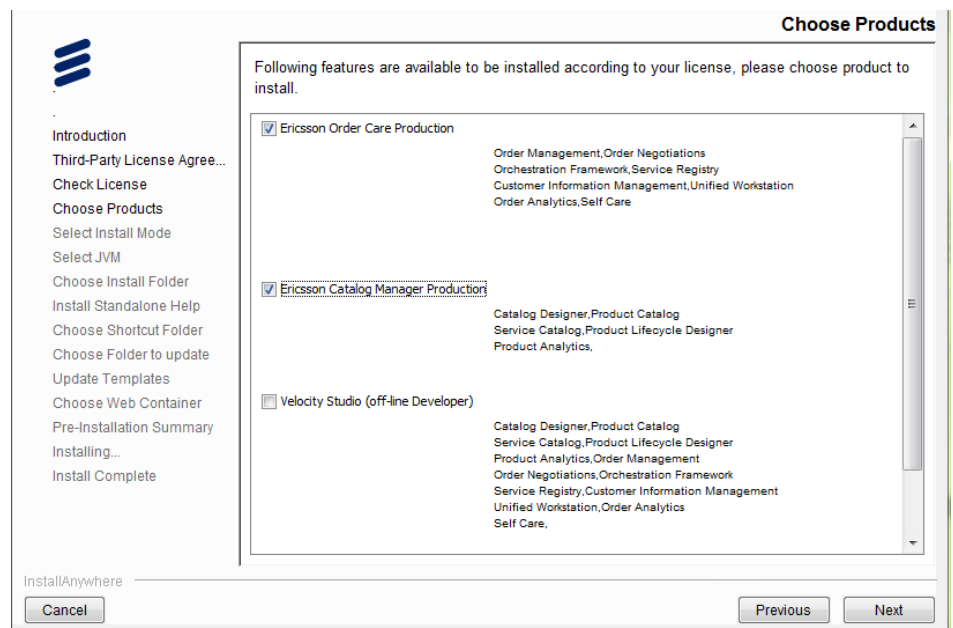 Choose Products
Following features are available to be installed according to your license, please choose product to
install.
.
.
Introduction
Third-Party License Agree...
Check License
Choose Products
Select Install Mode
Select JVM
Choose Install Folder
Install Standalone Help
Choose Shortcut Folder
Choose Folder to update
Update Templates
Choose Web Container
Pre-Installation Summary
Installing...
Install Complete
Ericsson Order Care Production
Order Management,Order Negotiations
Orchestration Framework,Service Registry
Customer Information Management,Unified Workstation
Order Analytics,Self Care
Ericsson Catalog Manager Production
Catalog Designer,Product Catalog
Service Catalog,Product Lifecycle Designer
Product Analytics,
Velocity Studio (off-line Developer)
Catalog Designer,Product Catalog
Service Catalog,Product Lifecycle Designer
Product Analytics,Order Management
Order Negotiations,Orchestration Framework
Service Registry,Customer Information Management
Unified Workstation,Order Analytics
Self Care,
InstallAnywhere
Cancel
Previous
Next